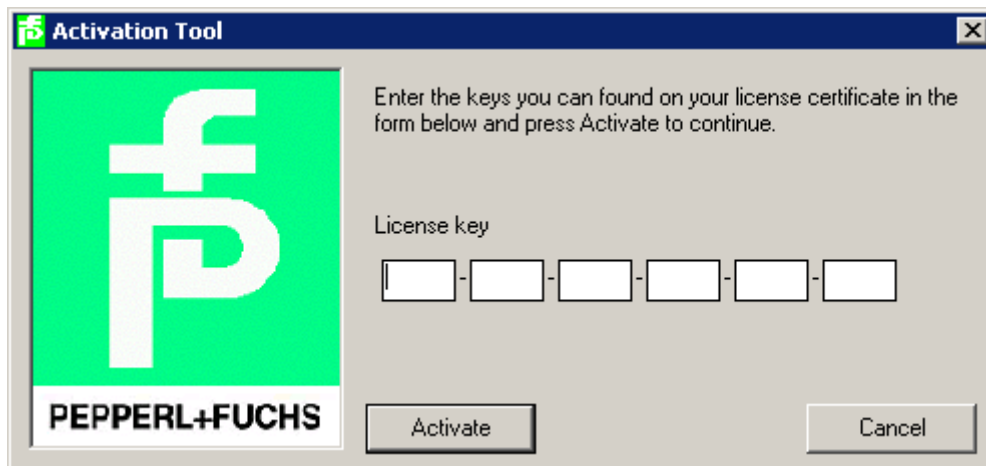 Activation Tool
Enter the keys you can found on your license certificate in the
form below and press Activate to continue.
License key
- - - - -
PEPPERL+FUCHS
Activate
Cancel